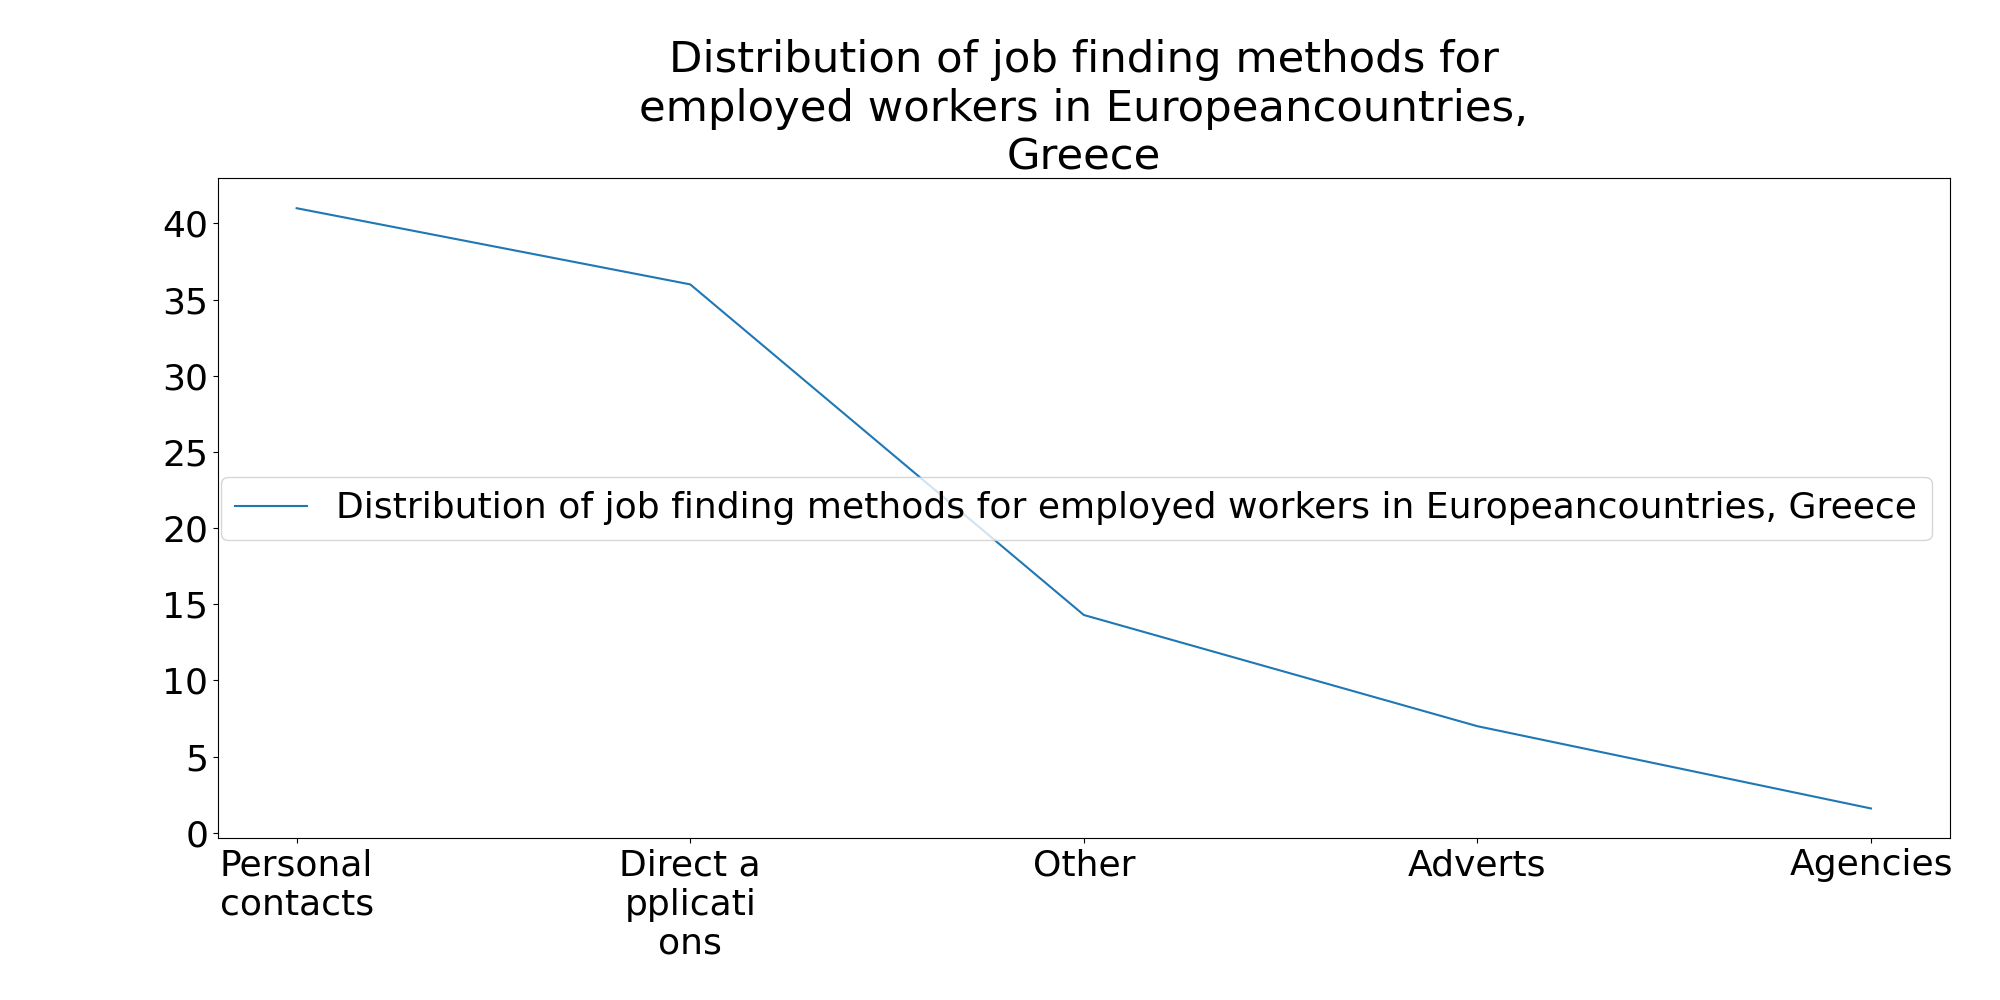 Distribution of job finding methods for
employed workers in Europeancountries,
Greece
40
35
30
25
20
15
10
5
0
Distribution of job finding methods for employed workers in Europeancountries, Greece
Personal
contacts
Direct a
pplicati
ons
Other
Adverts
Agencies